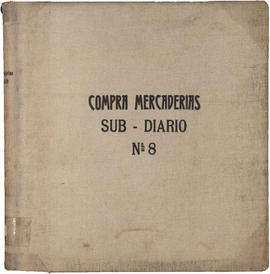 COMPRA MERCADERIAS
SUB - DIARIO
Nº 8